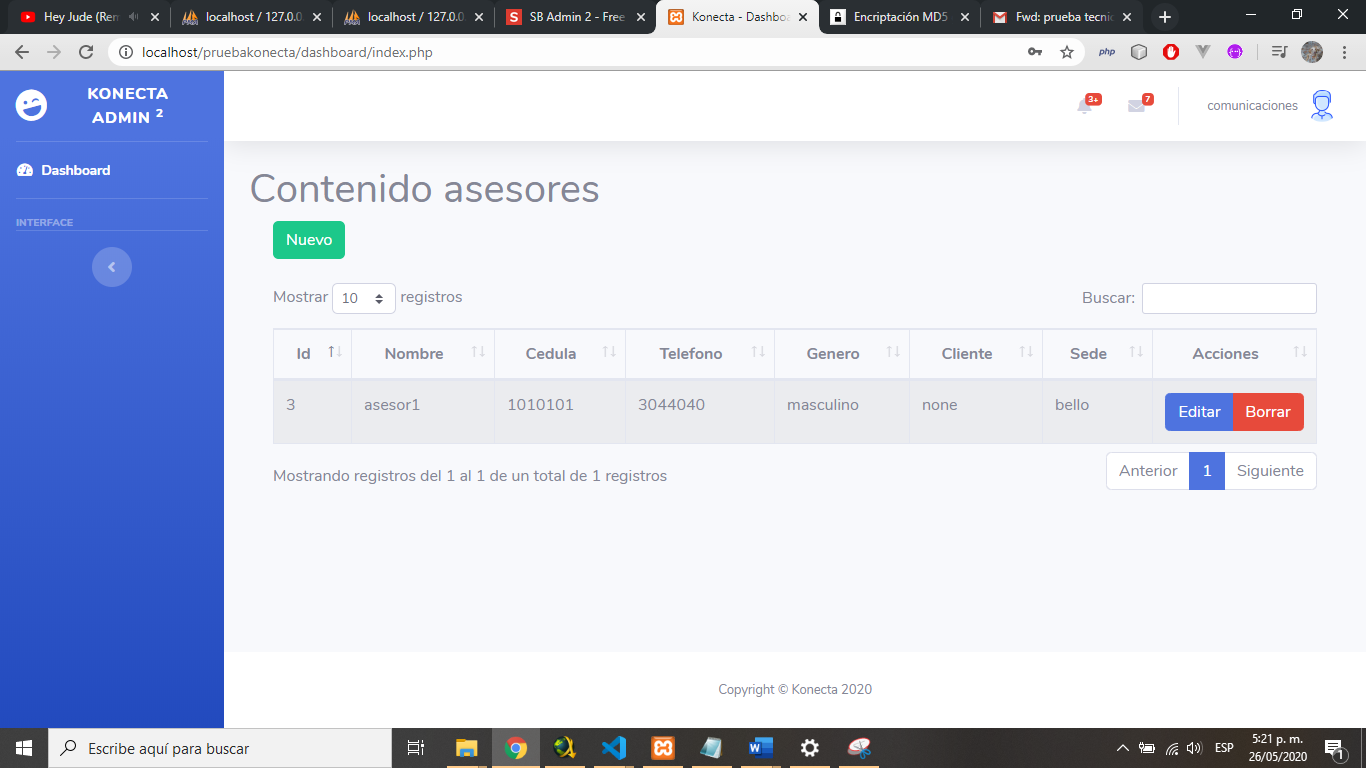 Hey Jude (Rem
localhost / 127.0.0
localhost / 127.0.0
SB Admin 2 - Free
Konecta - Dashboa
Encriptación MD5
Fwd: prueba tecnic
localhost/pruebakonecta/dashboard/index.php
php
KONECTA
ADMIN 2
3+
7
comunicaciones
Dashboard
INTERFACE
Contenido asesores
Nuevo
Mostrar 10 registros
Buscar:
Id Nombre Cedula Telefono Genero Cliente Sede Acciones
3 asesor1 1010101 3044040 masculino none bello Editar Borrar
Mostrando registros del 1 al 1 de un total de 1 registros
Anterior 1 Siguiente
Copyright © Konecta 2020
Escribe aquí para buscar
ESP
5:21 p. m.
26/05/2020
1